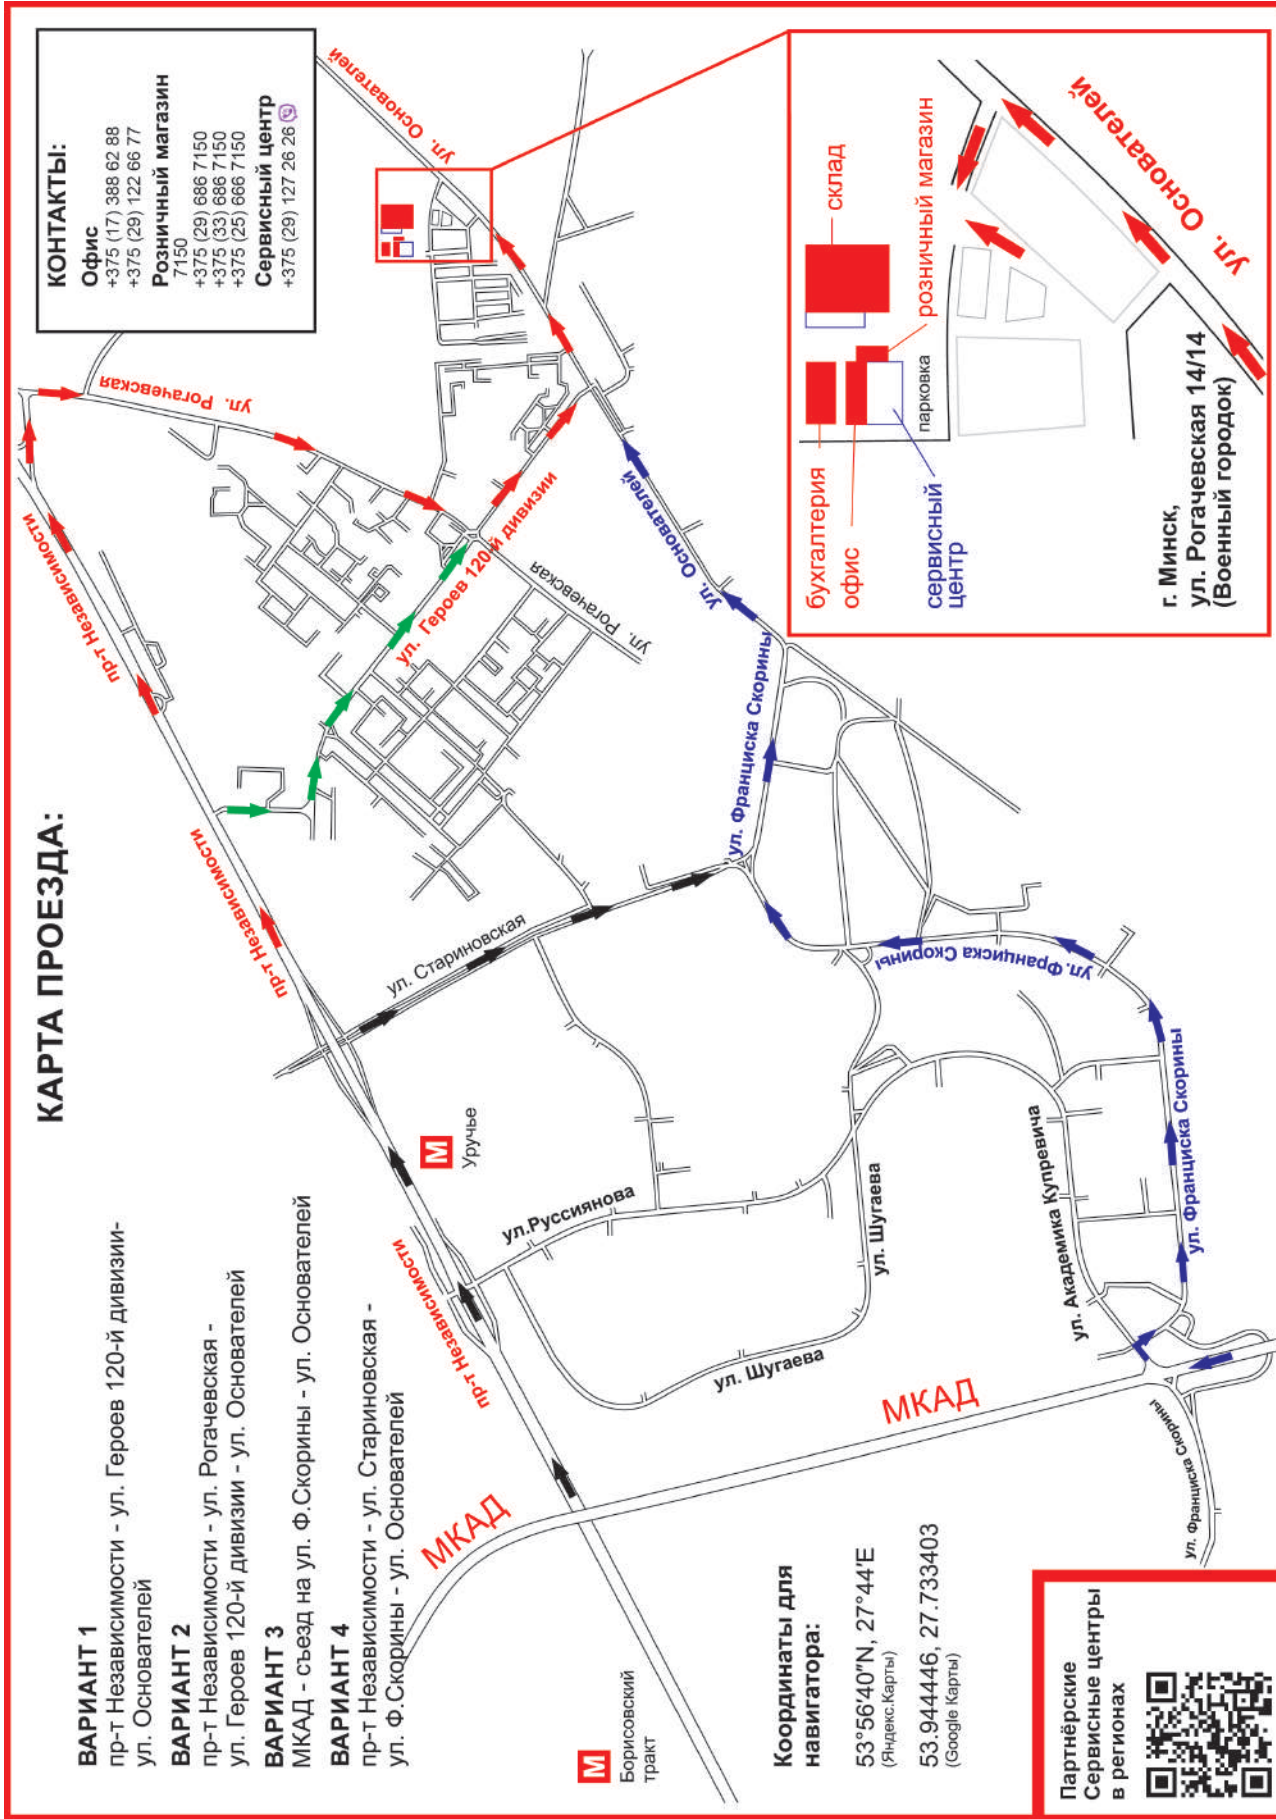 КАРТА ПРОЕЗДА:
ВАРИАНТ 1
пр-т Независимости - ул. Героев 120-й дивизии-
ул. Основателей
ВАРИАНТ 2
пр-т Независимости - ул. Рогачевская -
ул. Героев 120-й дивизии - ул. Основателей
ВАРИАНТ 3
МКАД - съезд на ул. Ф.Скорины - ул. Основателей
ВАРИАНТ 4
пр-т Независимости - ул. Стариновская -
ул. Ф.Скорины - ул. Основателей
КОНТАКТЫ:
Офис
+375 (17) 388 62 88
+375 (29) 122 66 77
Розничный магазин
7150
+375 (29) 686 7150
+375 (33) 686 7150
+375 (25) 666 7150
Сервисный центр
+375 (29) 127 26 26
пр-т Независимости
пр-т Независимости
пр-т Независимости
ул. Рогачевская
ул. Основателей
ул. Героев 120-й дивизии
ул. Рогачевская
ул. Стариновская
М
Уручье
ул.Руссиянова
ул. Шугаева
ул. Шугаева
МКАД
МКАД
М
Борисовский
тракт
ул. Основателей
ул. Франциска Скорины
ул. Франциска Скорины
ул. Франциска Скорины
ул. Академика Купревича
ул. Франциска Скорины
Координаты для
навигатора:
53°56'40"N, 27°44'E
(Яндекс.Карты)
53.944446, 27.733403
(Google Карты)
Партнёрские
Сервисные центры
в регионах
бухгалтерия
офис
сервисный
центр
склад
розничный магазин
парковка
ул. Основателей
г. Минск,
ул. Рогачевская 14/14
(Военный городок)